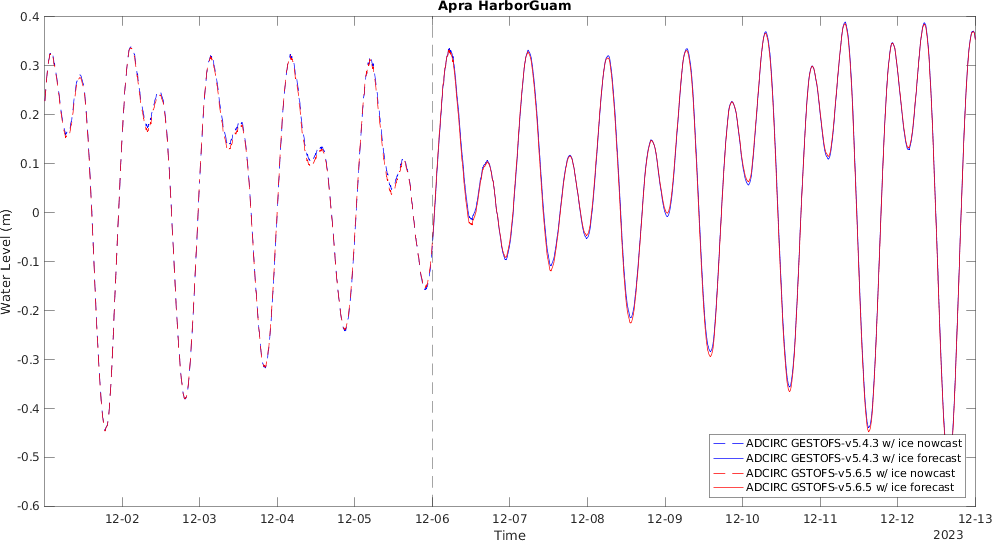 Apra HarborGuam
0.4
0.3
0.2
0.1
0
-0.1
-0.2
-0.3
-0.4
-0.5
-0.6
Water Level (m)
ADCIRC GESTOFS-v5.4.3 w/ ice nowcast
ADCIRC GESTOFS-v5.4.3 w/ ice forecast
ADCIRC GSTOFS-v5.6.5 w/ ice nowcast
ADCIRC GSTOFS-v5.6.5 w/ ice forecast
12-02 12-03 12-04 12-05 12-06 12-07 12-08 12-09 12-10 12-11 12-12 12-13
Time
2023